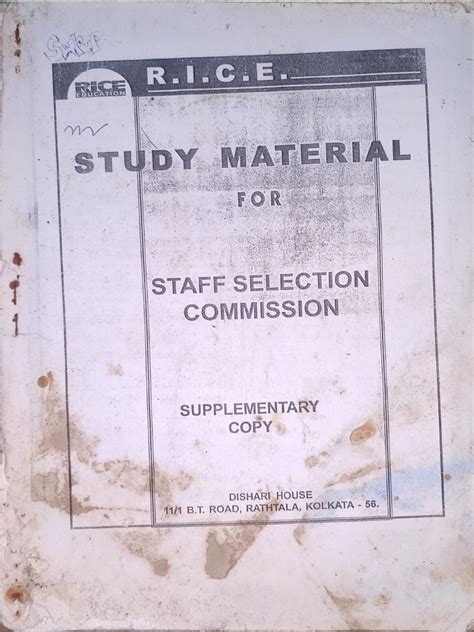 R.I.C.E.
RICE
EDUCATION
STUDY MATERIAL
FOR
STAFF SELECTION
COMMISSION
SUPPLEMENTARY
COPY
DISHARI HOUSE
11/1 B.T. ROAD, RATHTALA, KOLKATA - 56.